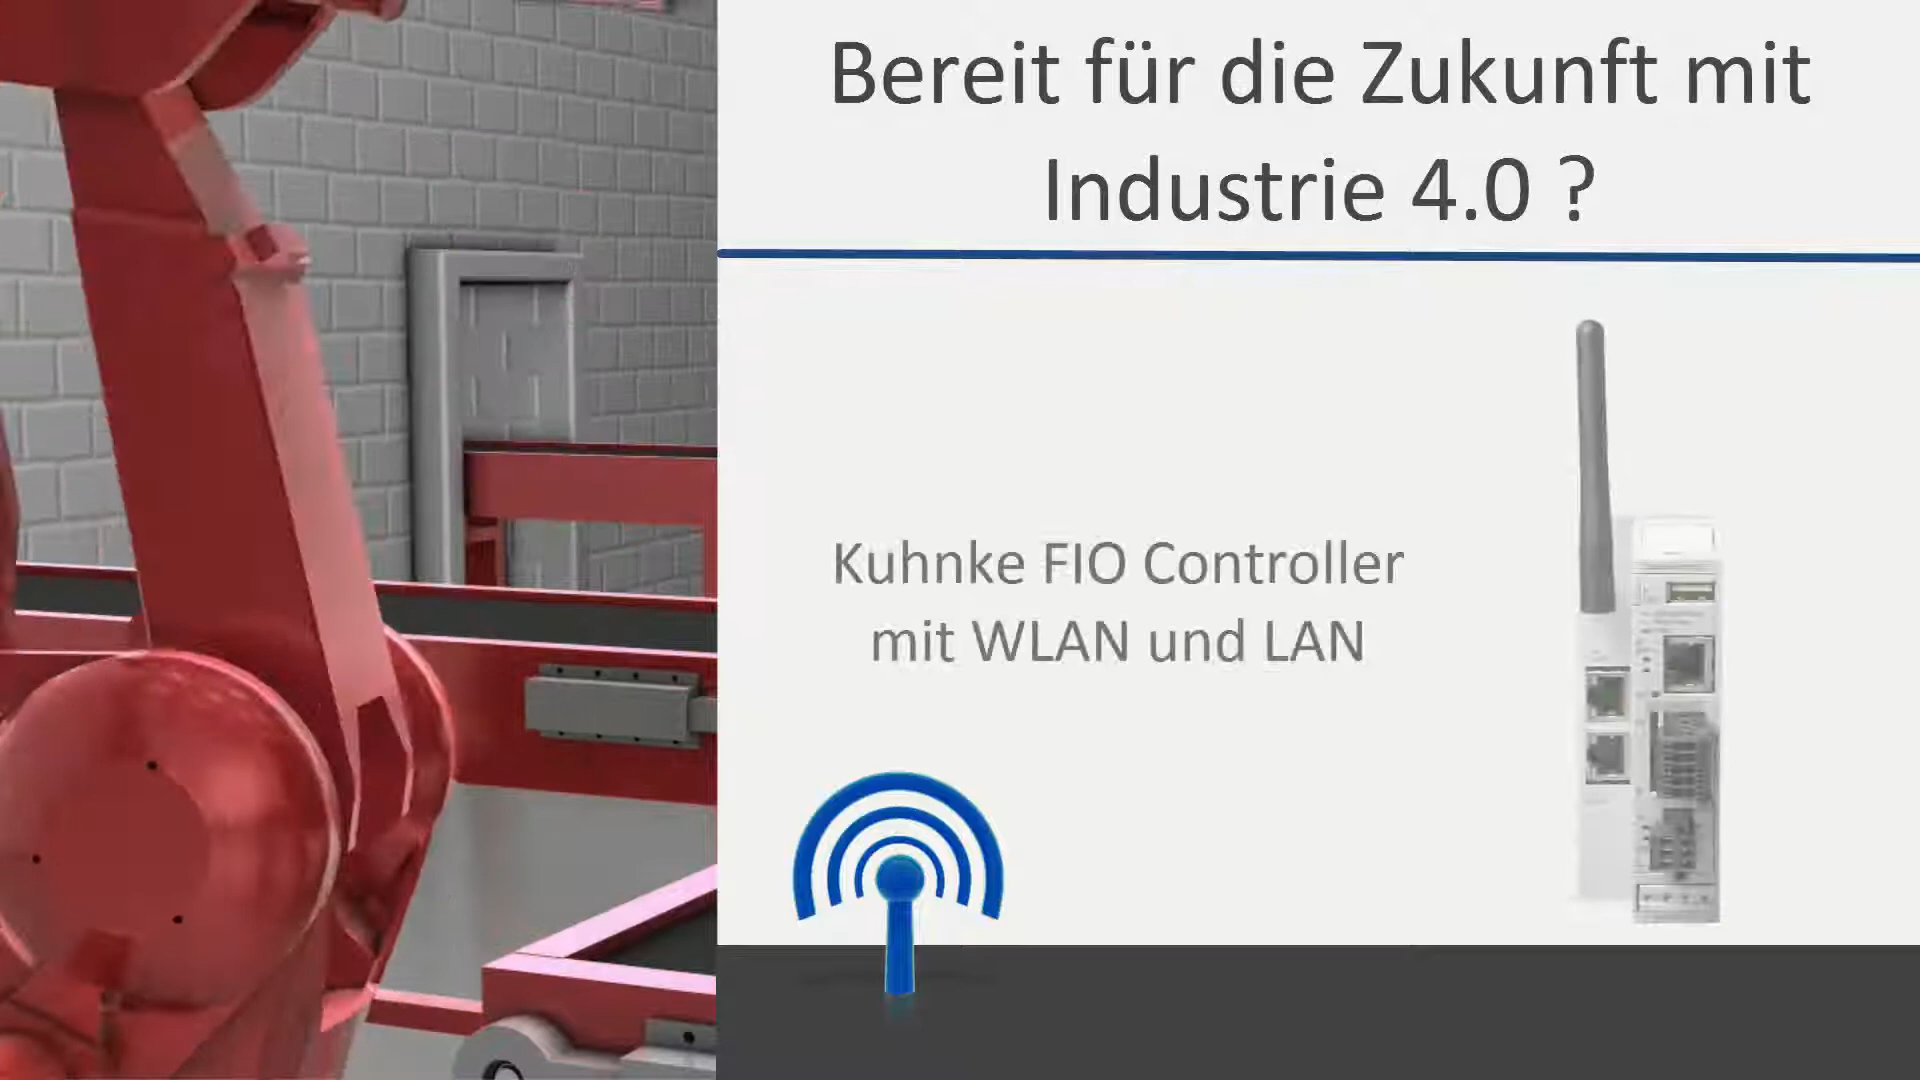 Bereit für die Zukunft mit
Industrie 4.0 ?
Kuhnke FIO Controller
mit WLAN und LAN